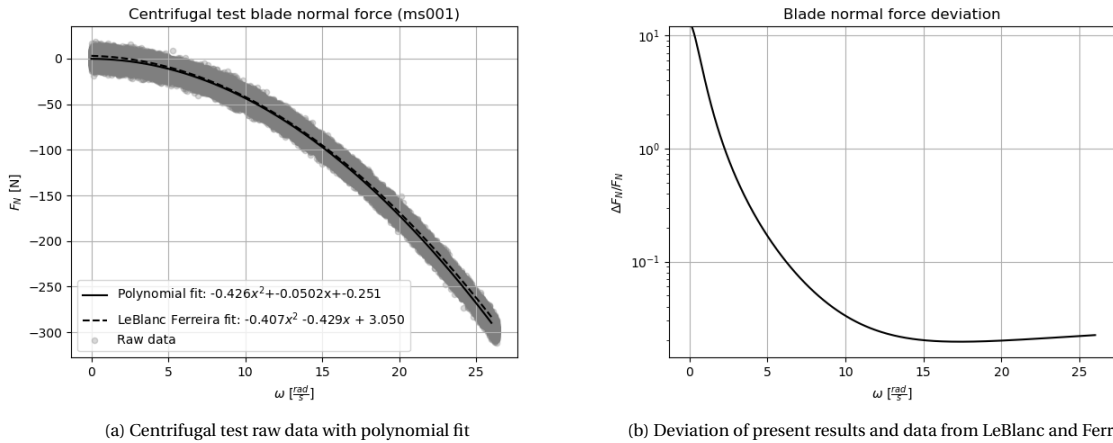 Centrifugal test blade normal force (ms001)
0
−50
−100
−150
−200
−250
−300
F_N [N]
Polynomial fit: -0.426x²+-0.0502x+-0.251
LeBlanc Ferreira fit: -0.407x² -0.429x + 3.050
Raw data
0 5 10 15 20 25
ω [rad/s]
(a) Centrifugal test raw data with polynomial fit
Blade normal force deviation
10¹
10⁰
10⁻¹
ΔF_N/F_N
0 5 10 15 20 25
ω [rad/s]
(b) Deviation of present results and data from LeBlanc and Ferr